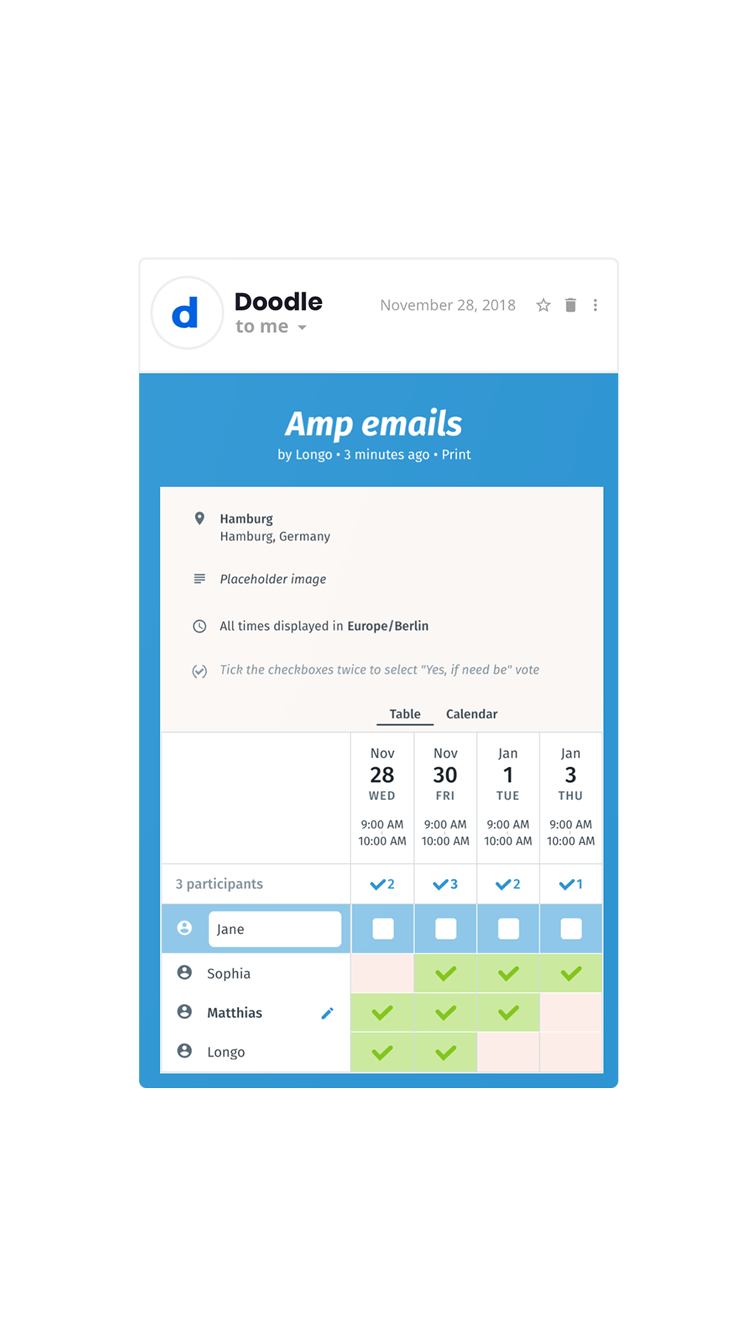 d
Doodle
November 28, 2018
to me
Amp emails
by Longo • 3 minutes ago • Print
Hamburg
Hamburg, Germany
Placeholder image
All times displayed in Europe/Berlin
Tick the checkboxes twice to select "Yes, if need be" vote
Table Calendar
Nov Nov Jan Jan
28 30 1 3
WED FRI TUE THU
9:00 AM 9:00 AM 9:00 AM 9:00 AM
10:00 AM 10:00 AM 10:00 AM 10:00 AM
3 participants 2 3 2 1
Jane
Sophia
Matthias
Longo